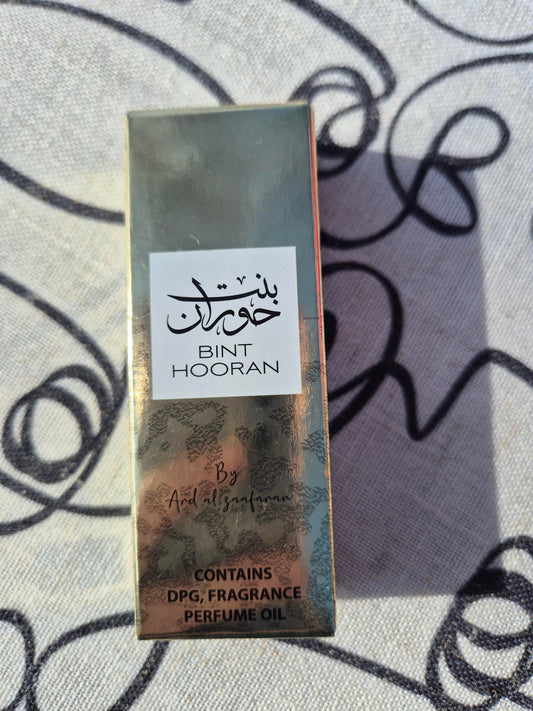 بنت
حوران
BINT
HOORAN
By
Ard al zaafaran
CONTAINS
DPG, FRAGRANCE
PERFUME OIL